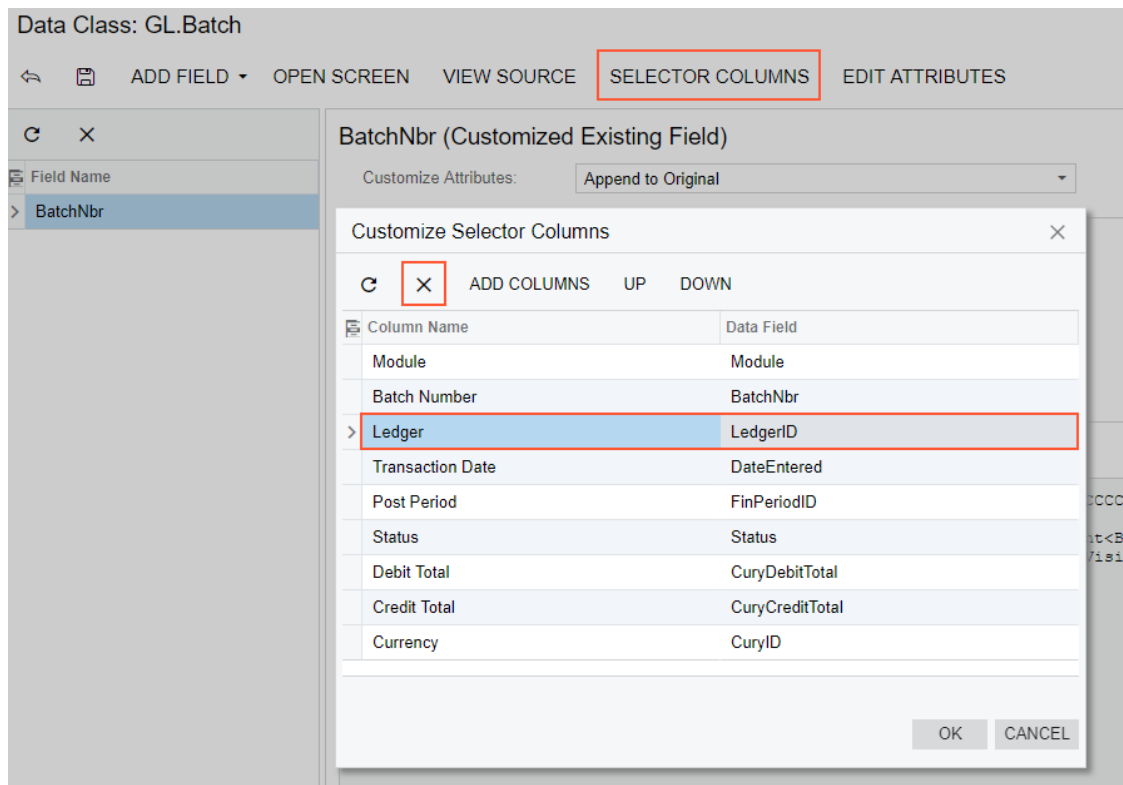 Data Class: GL.Batch
ADD FIELD OPEN SCREEN VIEW SOURCE SELECTOR COLUMNS EDIT ATTRIBUTES
BatchNbr (Customized Existing Field)
Field Name
Customize Attributes: Append to Original
BatchNbr
Customize Selector Columns
ADD COLUMNS UP DOWN
Column Name Data Field
Module Module
Batch Number BatchNbr
Ledger LedgerID
Transaction Date DateEntered
Post Period FinPeriodID
Status Status
Debit Total CuryDebitTotal
Credit Total CuryCreditTotal
Currency CuryID
OK CANCEL